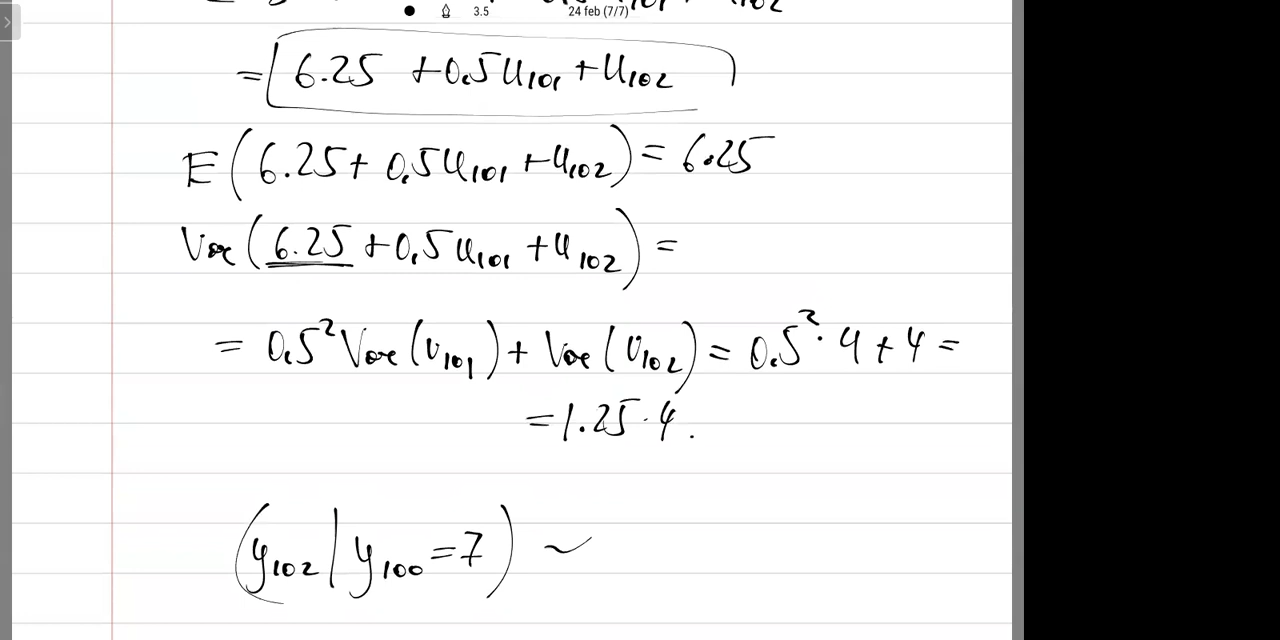 3.5 24 feb (7/7)
= 6.25 + 0.5 u₁₀₁ + u₁₀₂
E(6.25 + 0.5 u₁₀₁ + u₁₀₂) = 6.25
Var(6.25 + 0.5 u₁₀₁ + u₁₀₂) =
= 0.5² Var(u₁₀₁) + Var(u₁₀₂) = 0.5² · 4 + 4 =
= 1.25 · 4.
(y₁₀₂ | y₁₀₀ = 7) ~